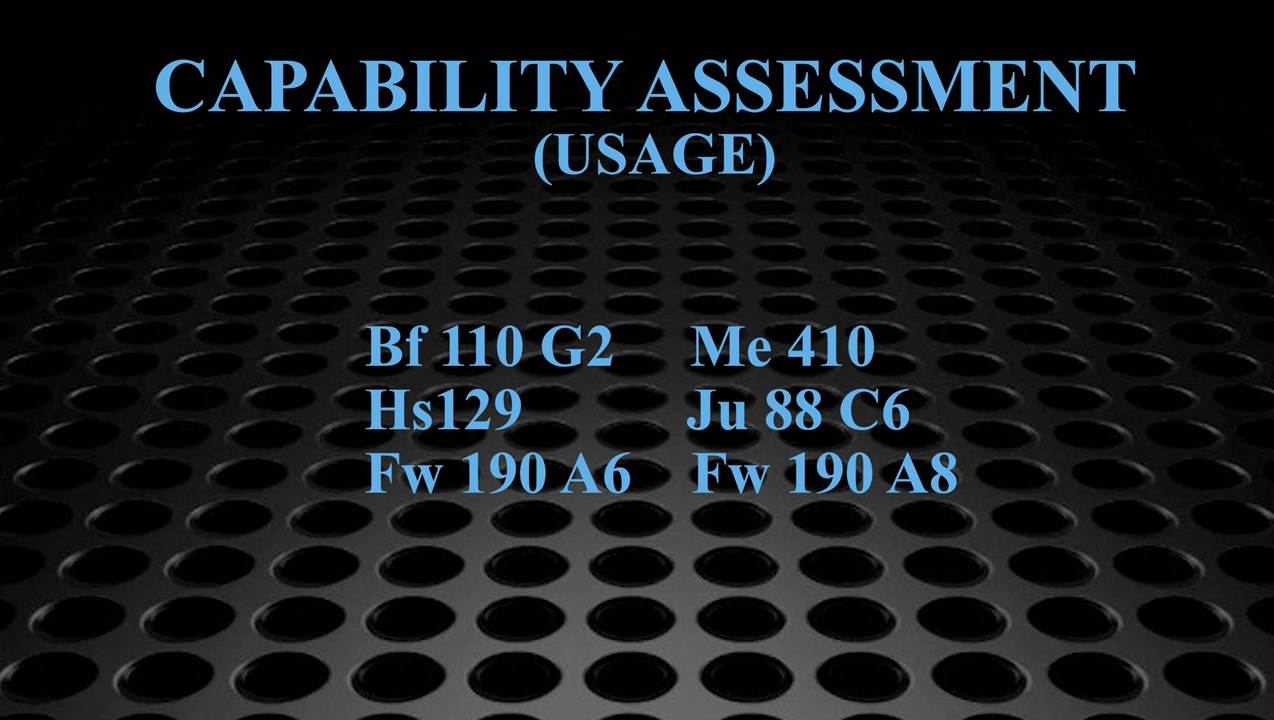 CAPABILITY ASSESSMENT
(USAGE)
Bf 110 G2 Me 410
Hs129 Ju 88 C6
Fw 190 A6 Fw 190 A8